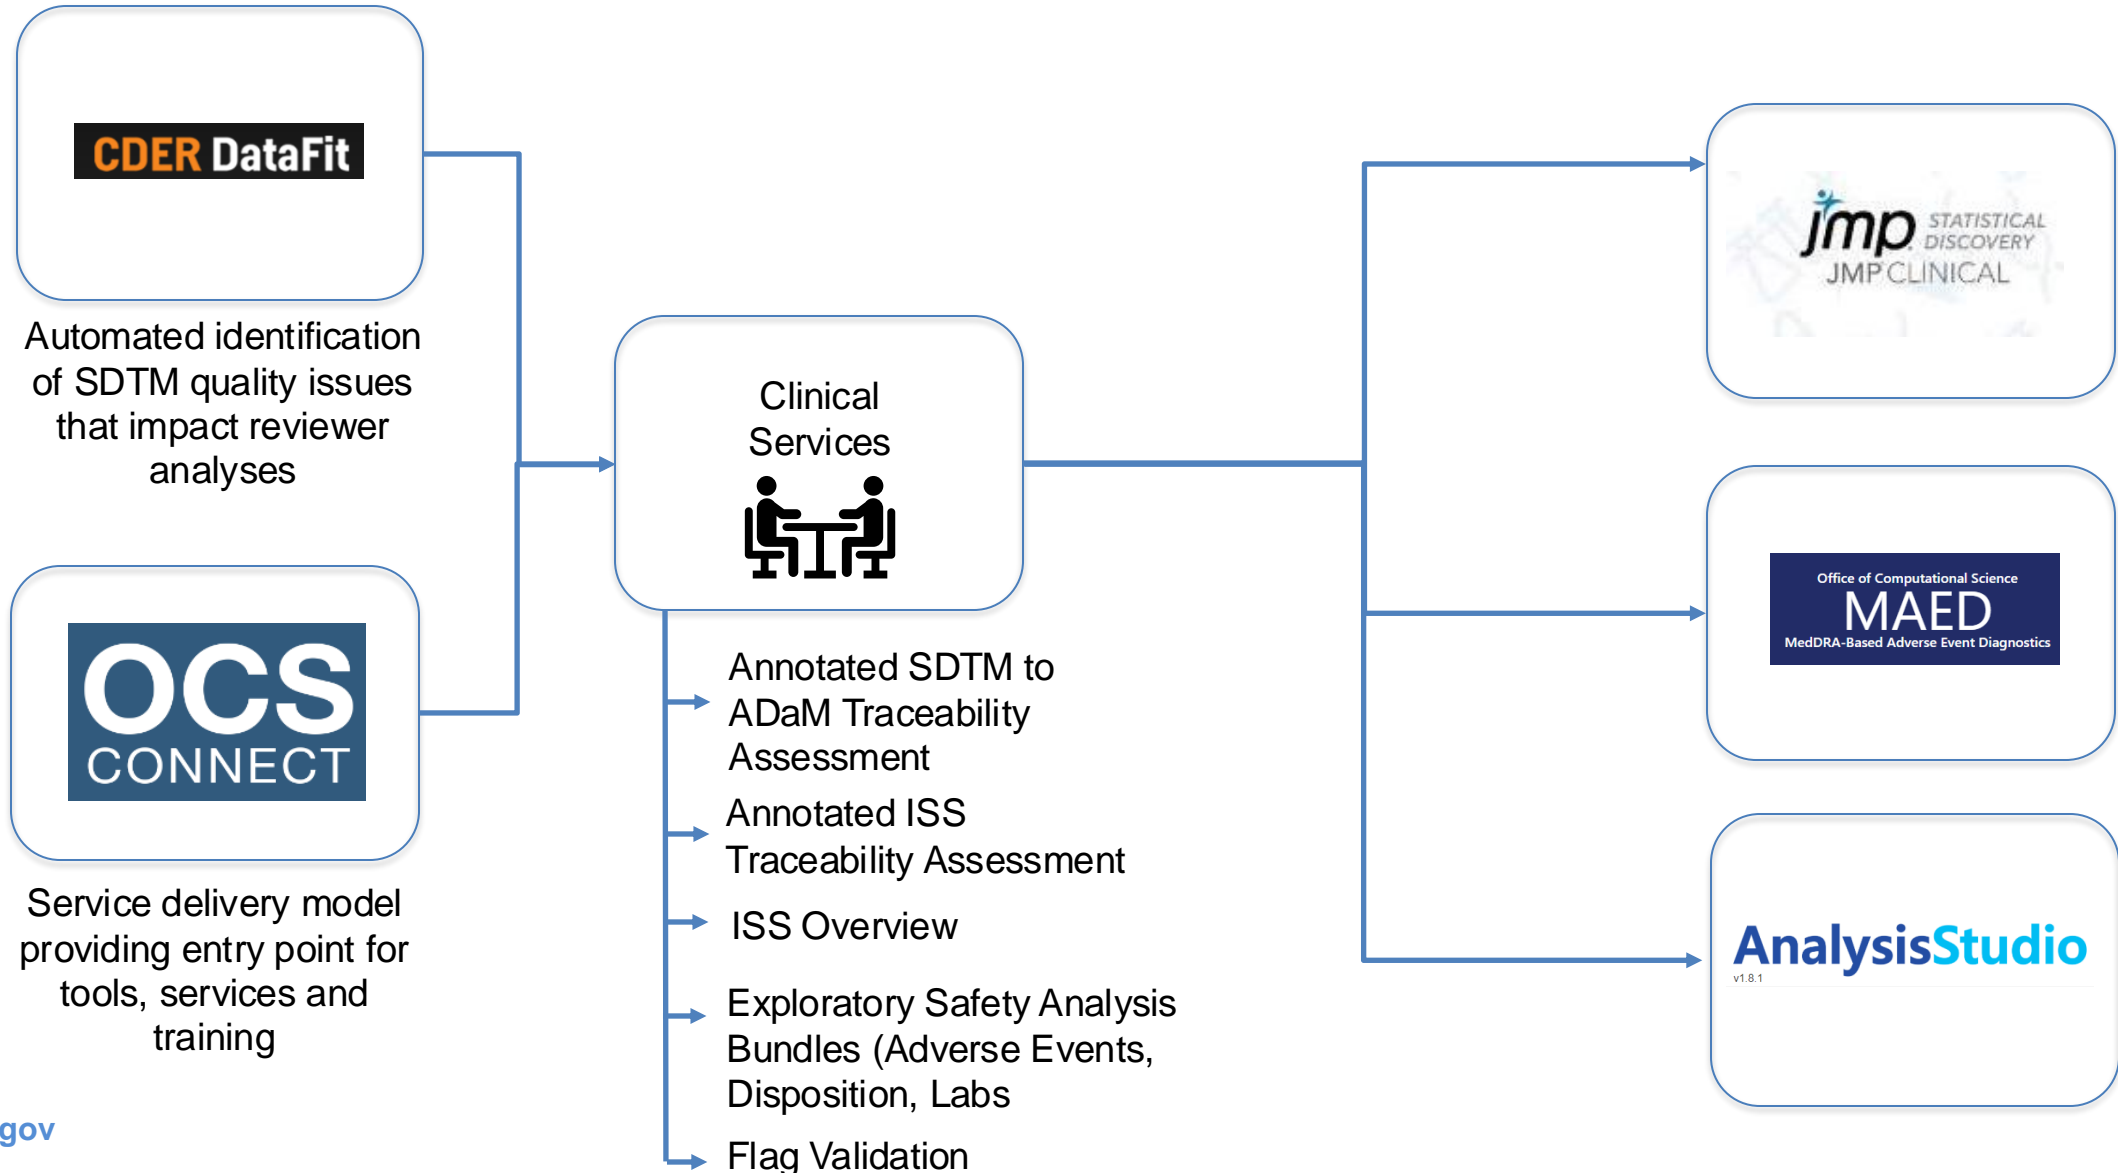 CDER DataFit
Automated identification
of SDTM quality issues
that impact reviewer
analyses
OCS
CONNECT
Service delivery model
providing entry point for
tools, services and
training
Clinical
Services
Annotated SDTM to
ADaM Traceability
Assessment
Annotated ISS
Traceability Assessment
ISS Overview
Exploratory Safety Analysis
Bundles (Adverse Events,
Disposition, Labs
Flag Validation
jmp STATISTICAL
DISCOVERY
JMP CLINICAL
Office of Computational Science
MAED
MedDRA-Based Adverse Event Diagnostics
AnalysisStudio
v1.8.1
gov